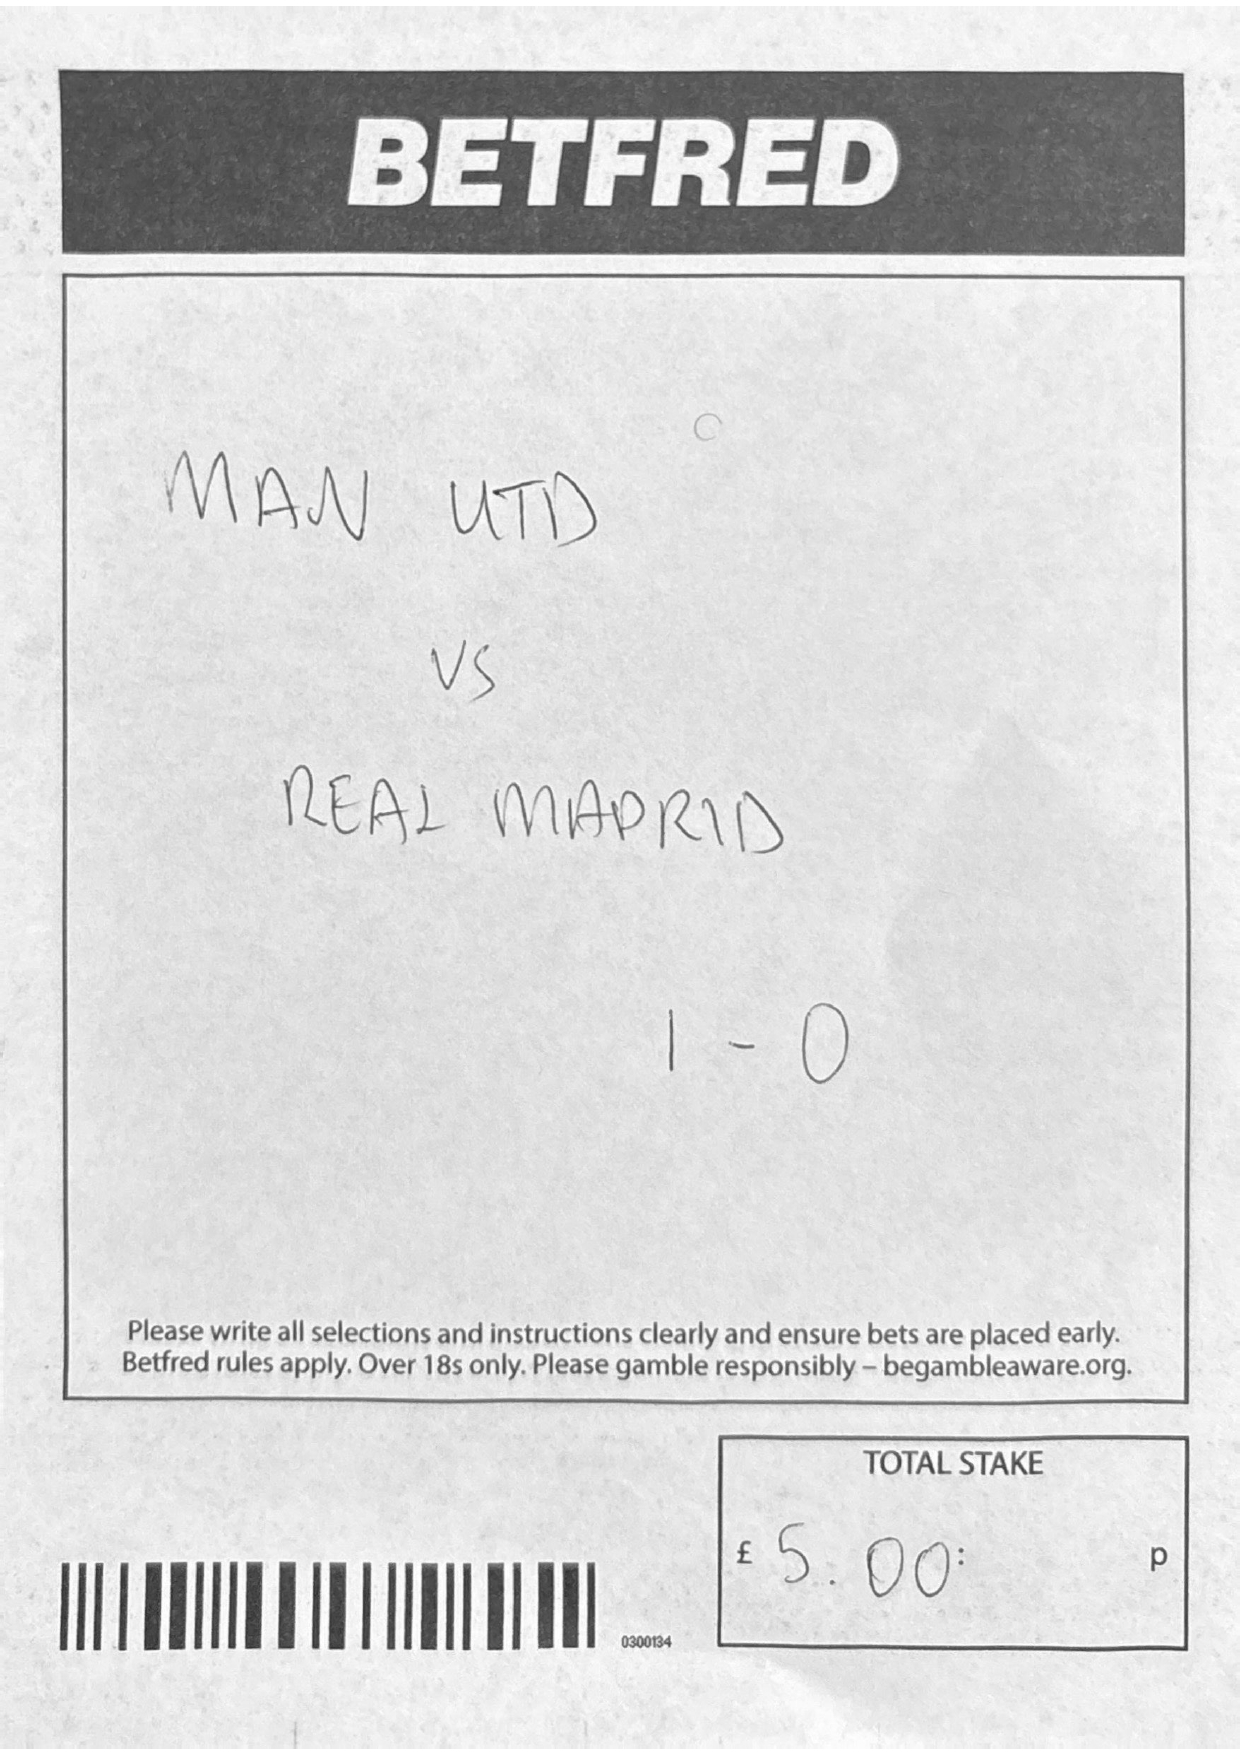 BETFRED
MAN UTD
VS
REAL MADRID
1 - 0
Please write all selections and instructions clearly and ensure bets are placed early.
Betfred rules apply. Over 18s only. Please gamble responsibly – begambleaware.org.
TOTAL STAKE
£ 5.00: p
0300134